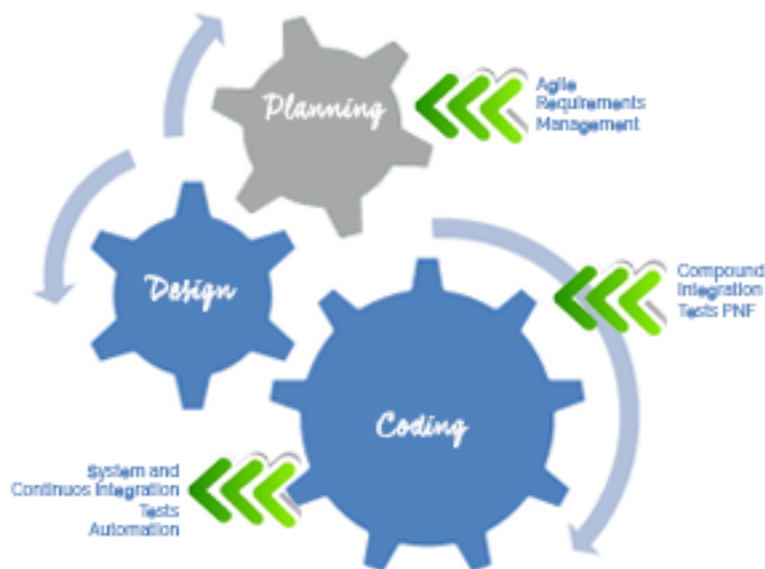 Planning
Agile
Requirements
Management
Design
Compound
Integration
Tests PNF
Coding
System and
Continuos Integration
Tests
Automation